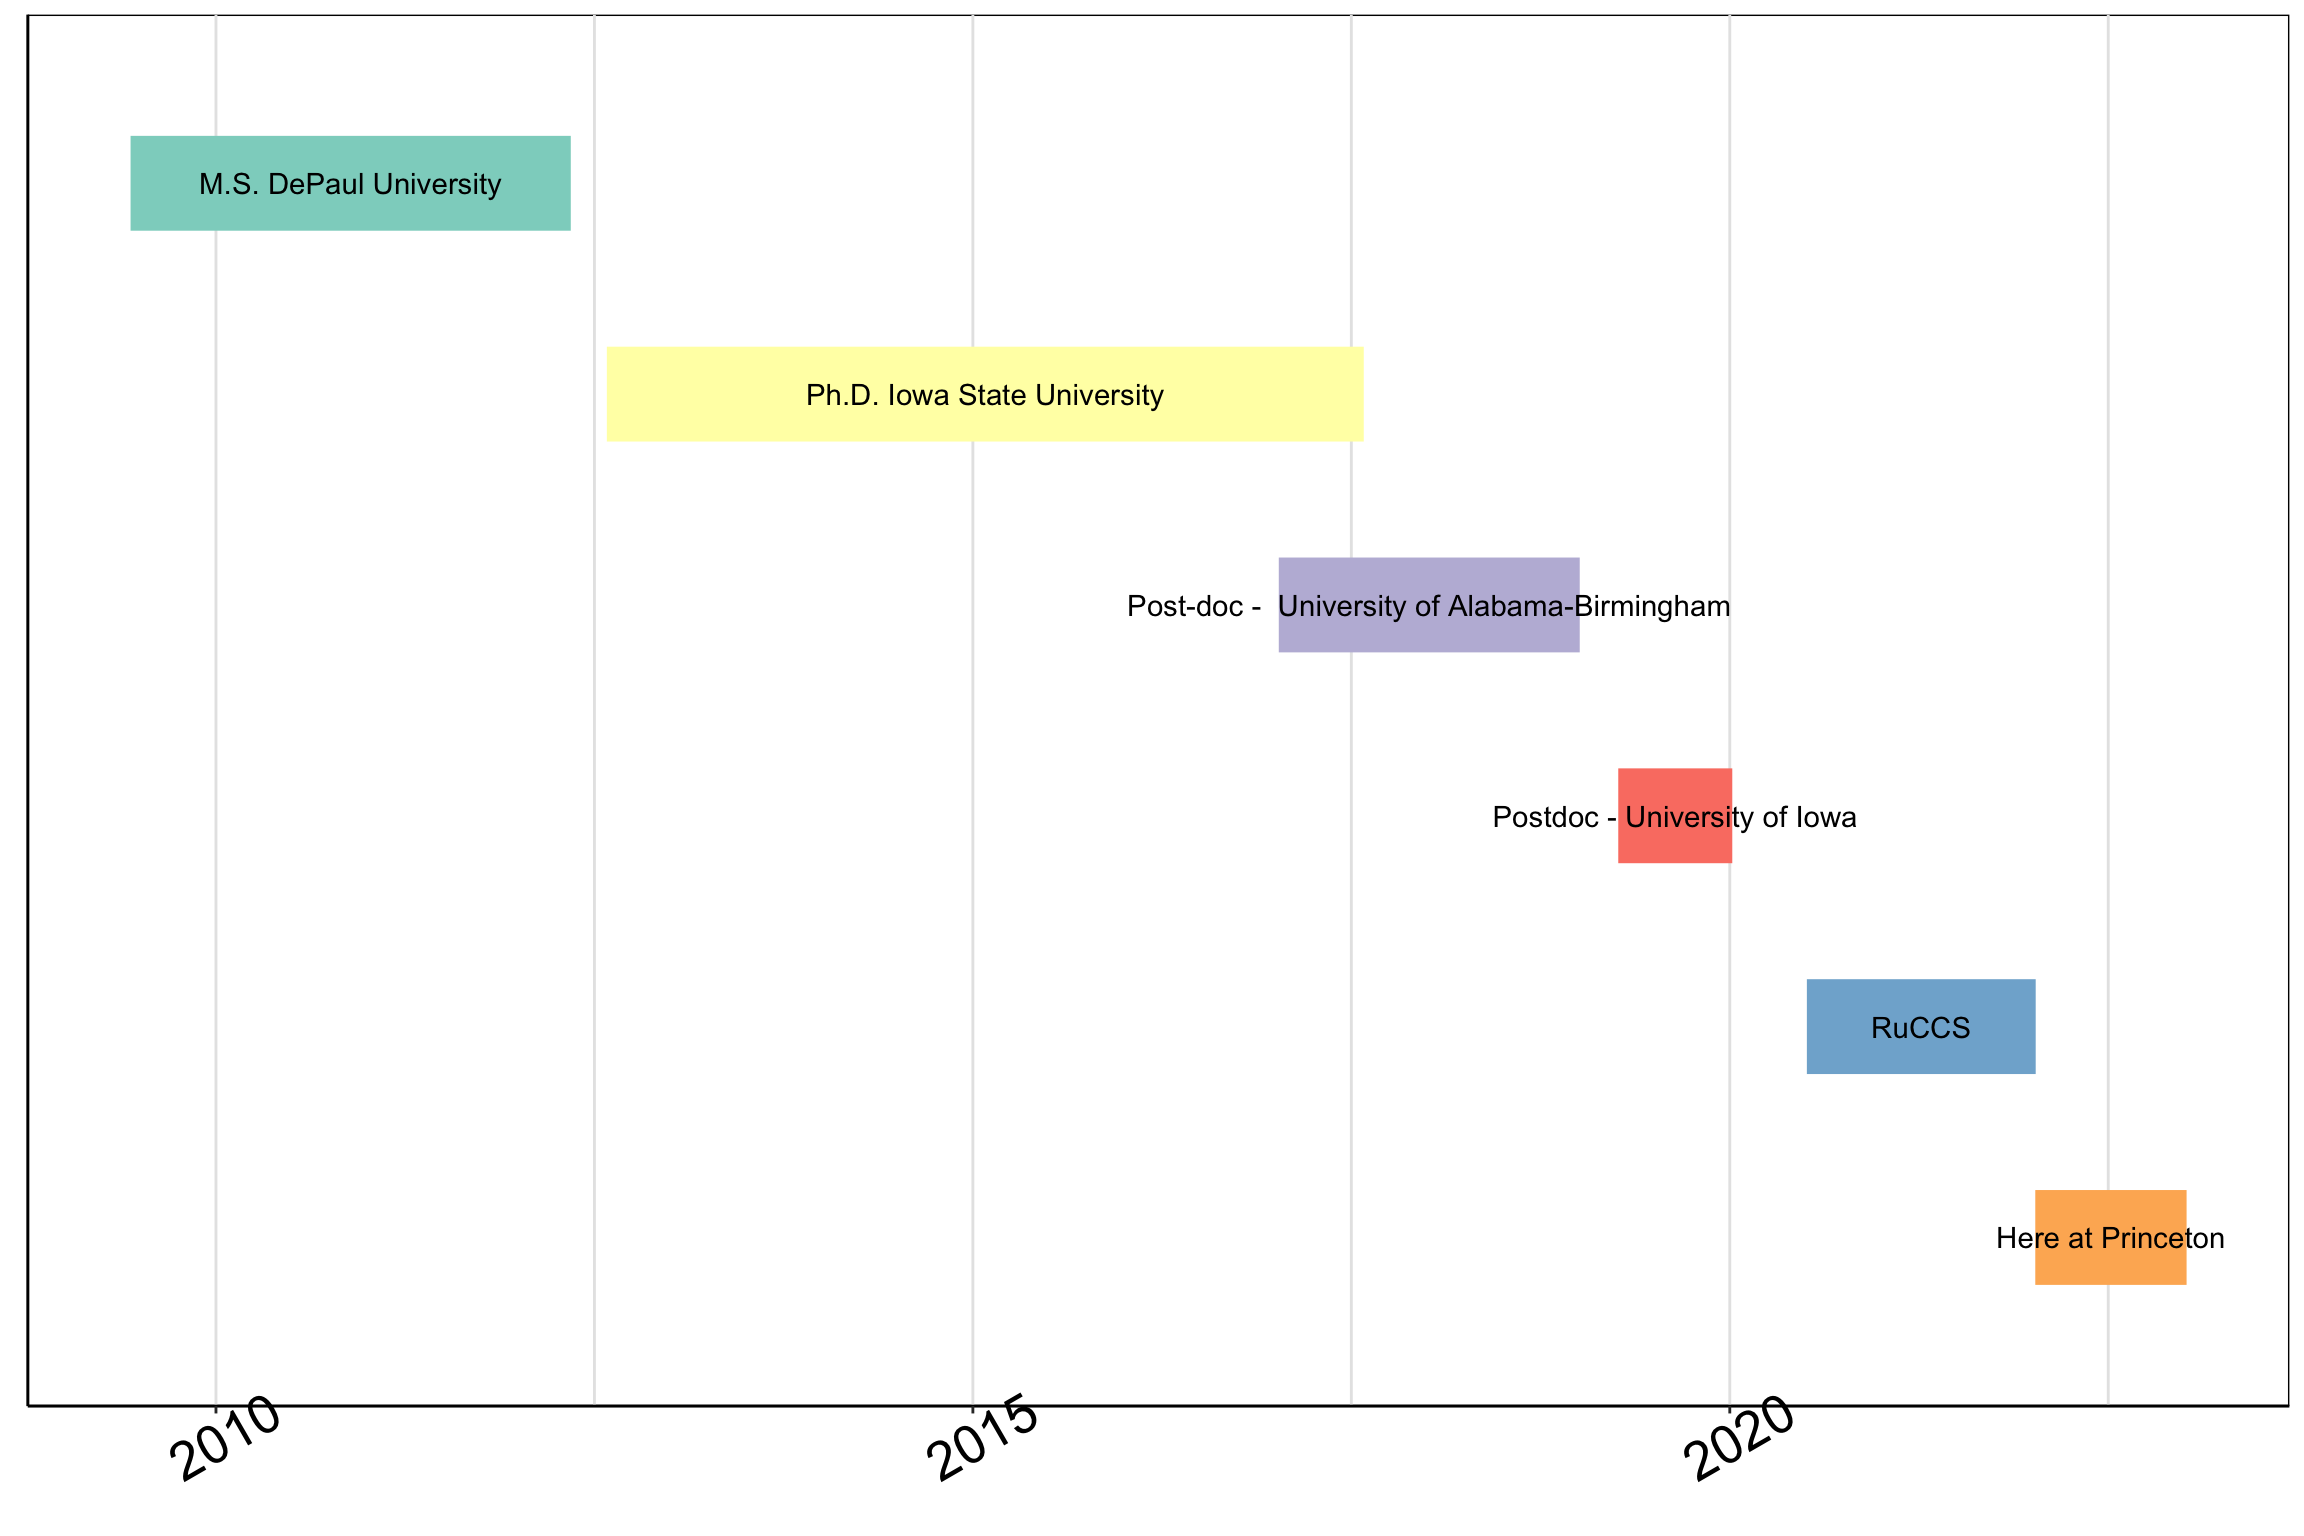 M.S. DePaul University
Ph.D. Iowa State University
Post-doc -  University of Alabama-Birmingham
Postdoc - University of Iowa
RuCCS
Here at Princeton
2010
2015
2020